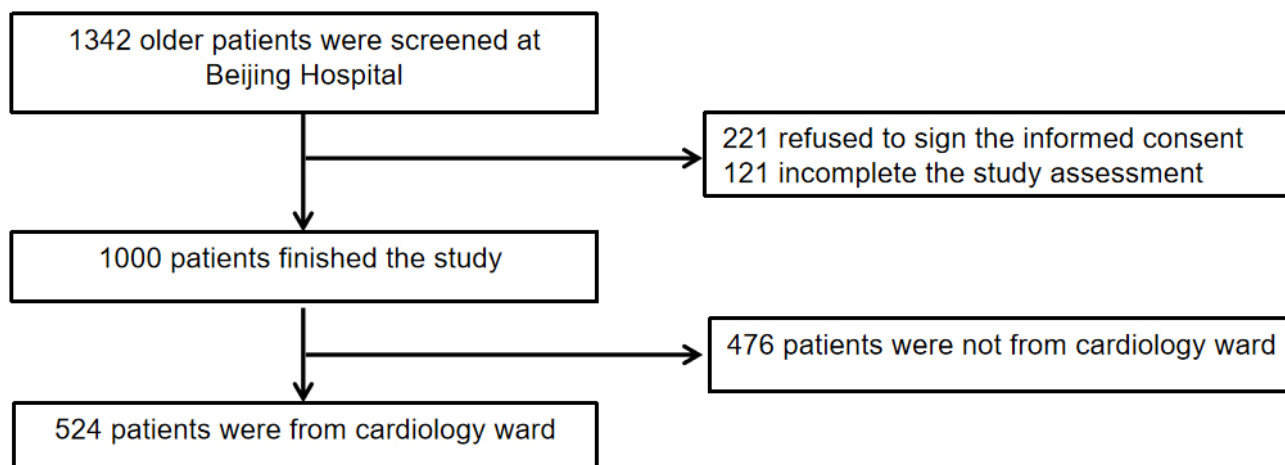 1342 older patients were screened at
Beijing Hospital
221 refused to sign the informed consent
121 incomplete the study assessment
1000 patients finished the study
476 patients were not from cardiology ward
524 patients were from cardiology ward